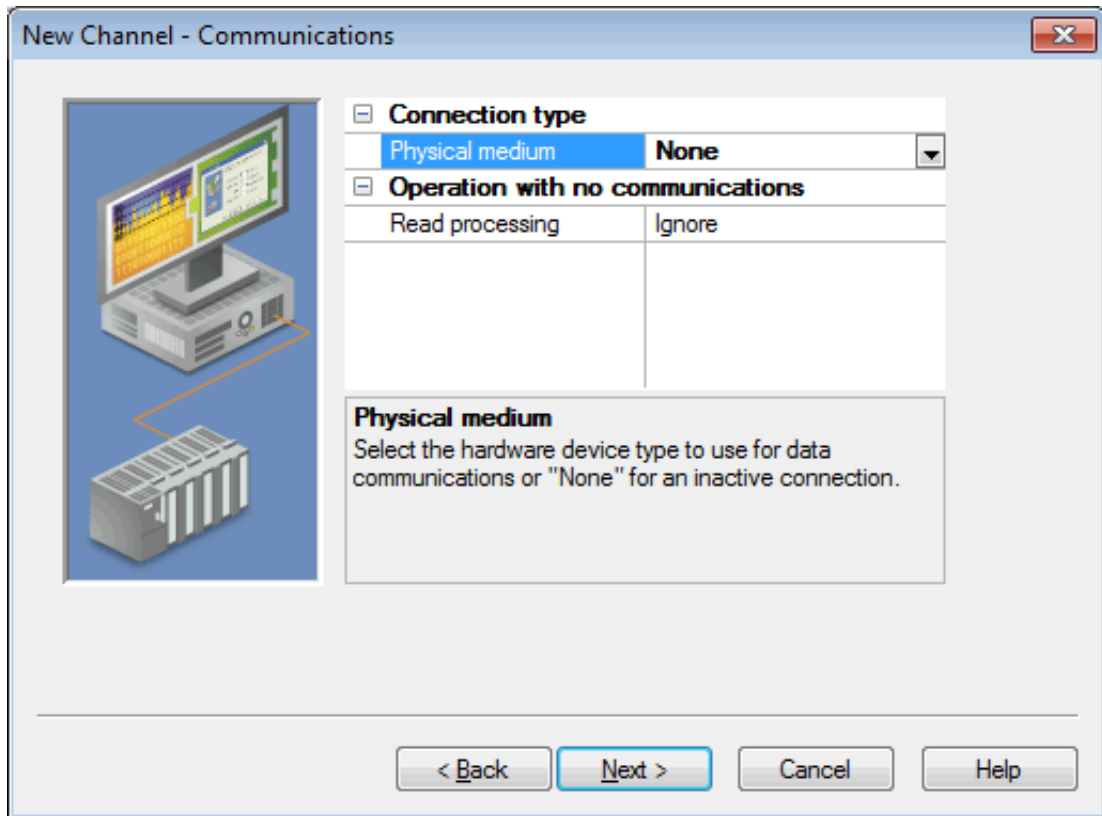 New Channel - Communications
Connection type
Physical medium None
Operation with no communications
Read processing Ignore
Physical medium
Select the hardware device type to use for data
communications or "None" for an inactive connection.
< Back Next > Cancel Help